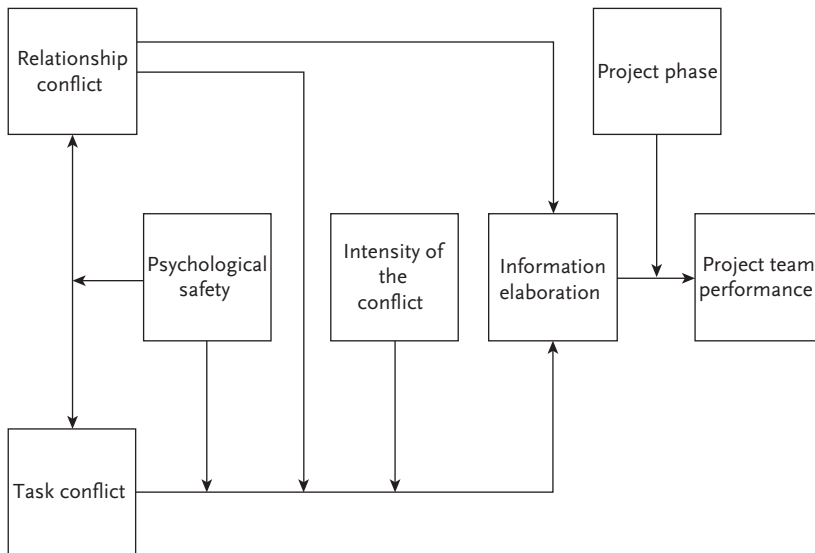 Relationship
conflict
Project phase
Psychological
safety
Intensity of
the
conflict
Information
elaboration
Project team
performance
Task conflict